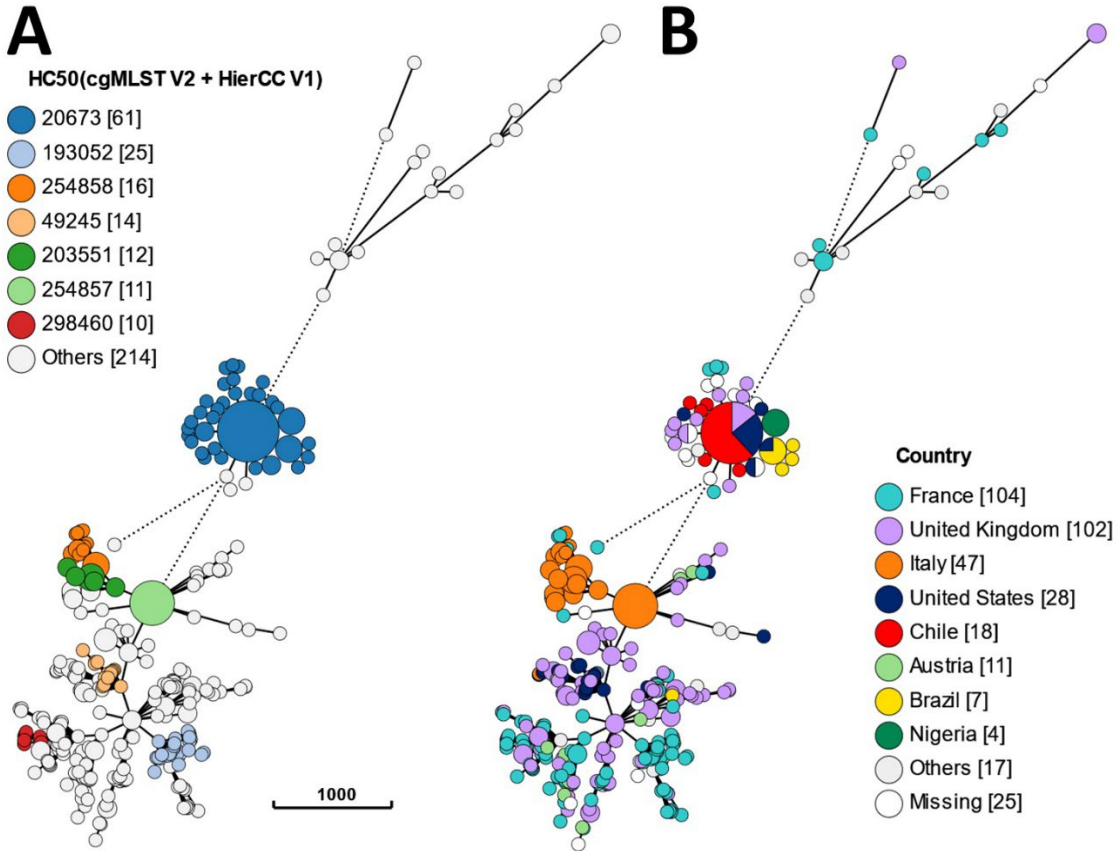 A
HC50(cgMLST V2 + HierCC V1)
20673 [61]
193052 [25]
254858 [16]
49245 [14]
203551 [12]
254857 [11]
298460 [10]
Others [214]
1000
B
Country
France [104]
United Kingdom [102]
Italy [47]
United States [28]
Chile [18]
Austria [11]
Brazil [7]
Nigeria [4]
Others [17]
Missing [25]